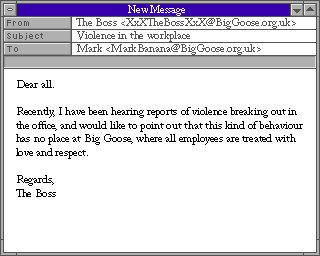 New Message
From The Boss <XxXTheBossXxX@BigGoose.org.uk>
Subject Violence in the workplace
To Mark <MarkBanana@BigGoose.org.uk>
Dear all.
Recently, I have been hearing reports of violence breaking out in
the office, and would like to point out that this kind of behaviour
has no place at Big Goose, where all employees are treated with
love and respect.
Regards,
The Boss